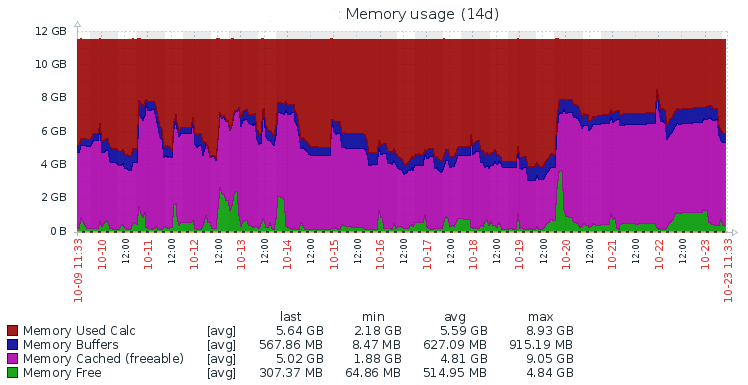 : Memory usage (14d)
12 GB
10 GB
8 GB
6 GB
4 GB
2 GB
0 B
10-09 11:33
10-10
12:00
10-11
12:00
10-12
12:00
10-13
12:00
10-14
12:00
10-15
12:00
10-16
12:00
10-17
12:00
10-18
12:00
10-19
12:00
10-20
12:00
10-21
12:00
10-22
12:00
10-23
10-23 11:33
last min avg max
Memory Used Calc [avg] 5.64 GB 2.18 GB 5.59 GB 8.93 GB
Memory Buffers [avg] 567.86 MB 8.47 MB 627.09 MB 915.19 MB
Memory Cached (freeable) [avg] 5.02 GB 1.88 GB 4.81 GB 9.05 GB
Memory Free [avg] 307.37 MB 64.86 MB 514.95 MB 4.84 GB